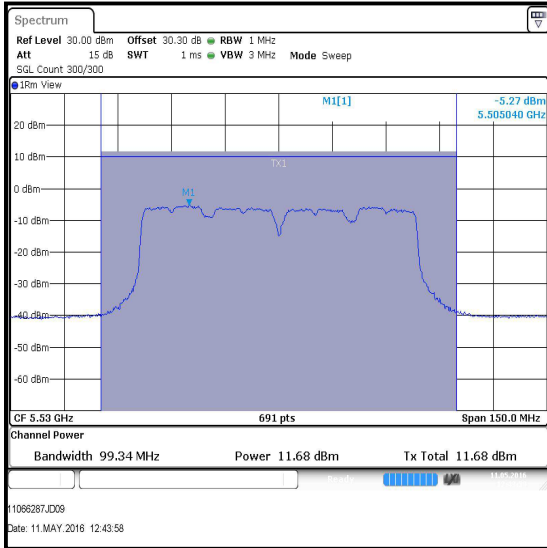 Spectrum
Ref Level 30.00 dBm Offset 30.30 dB RBW 1 MHz
Att 15 dB SWT 1 ms VBW 3 MHz Mode Sweep
SGL Count 300/300
1Rm View
M1[1] -5.27 dBm
5.505040 GHz
20 dBm
10 dBm
TX1
0 dBm
M1
-10 dBm
-20 dBm
-30 dBm
-40 dBm
-50 dBm
-60 dBm
CF 5.53 GHz 691 pts Span 150.0 MHz
Channel Power
Bandwidth 99.34 MHz Power 11.68 dBm Tx Total 11.68 dBm
Ready 11.05.2016
11066287JD09
Date: 11.MAY.2016 12:43:58